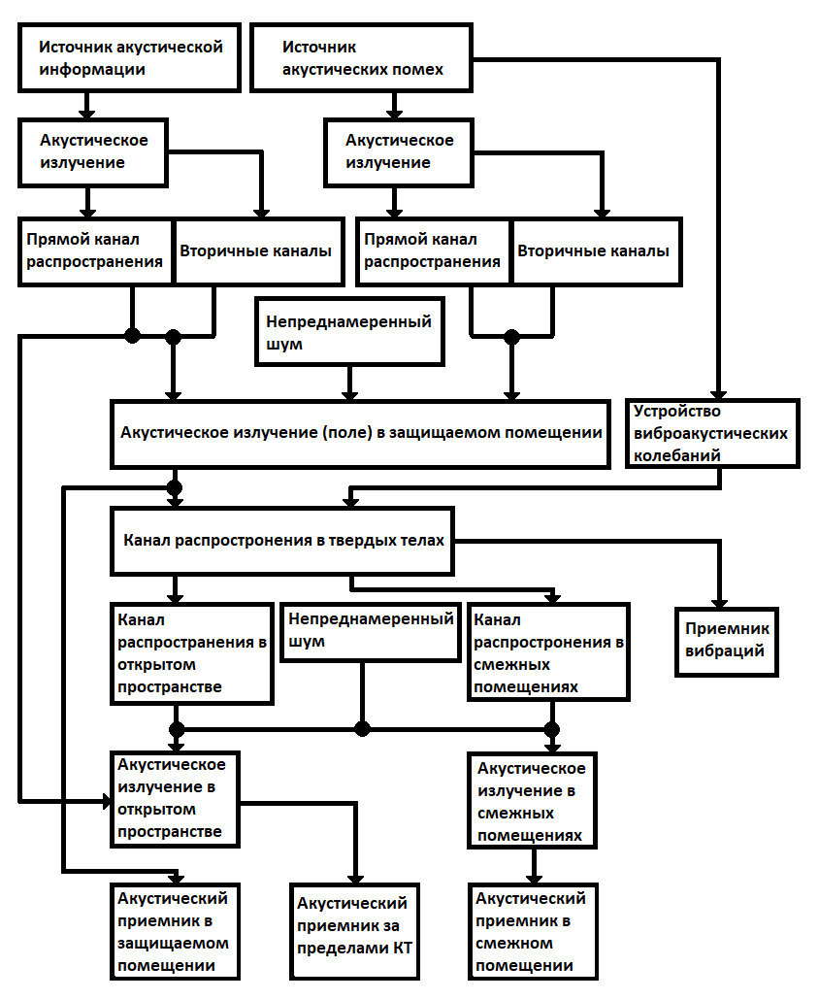 Источник акустической
информации
Источник
акустических помех
Акустическое
излучение
Акустическое
излучение
Прямой канал
распространения
Вторичные каналы
Прямой канал
распространения
Вторичные каналы
Непреднамеренный
шум
Акустическое излучение (поле) в защищаемом помещении
Устройство
виброакустических
колебаний
Канал распростронения в твердых телах
Канал
распространения в
открытом
пространстве
Непреднамеренный
шум
Канал
распростронения в
смежных
помещениях
Приемник
вибраций
Акустическое
излучение в
открытом
пространстве
Акустическое
излучение в
смежных
помещениях
Акустический
приемник в
защищаемом
помещении
Акустический
приемник за
пределами КТ
Акустический
приемник в
смежном
помещении